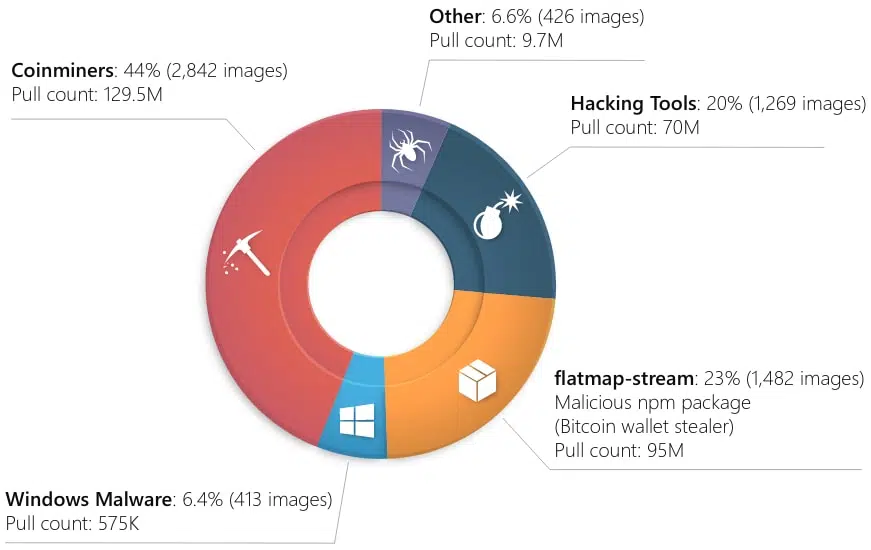 Other: 6.6% (426 images)
Pull count: 9.7M
Coinminers: 44% (2,842 images)
Pull count: 129.5M
Hacking Tools: 20% (1,269 images)
Pull count: 70M
flatmap-stream: 23% (1,482 images)
Malicious npm package
(Bitcoin wallet stealer)
Pull count: 95M
Windows Malware: 6.4% (413 images)
Pull count: 575K